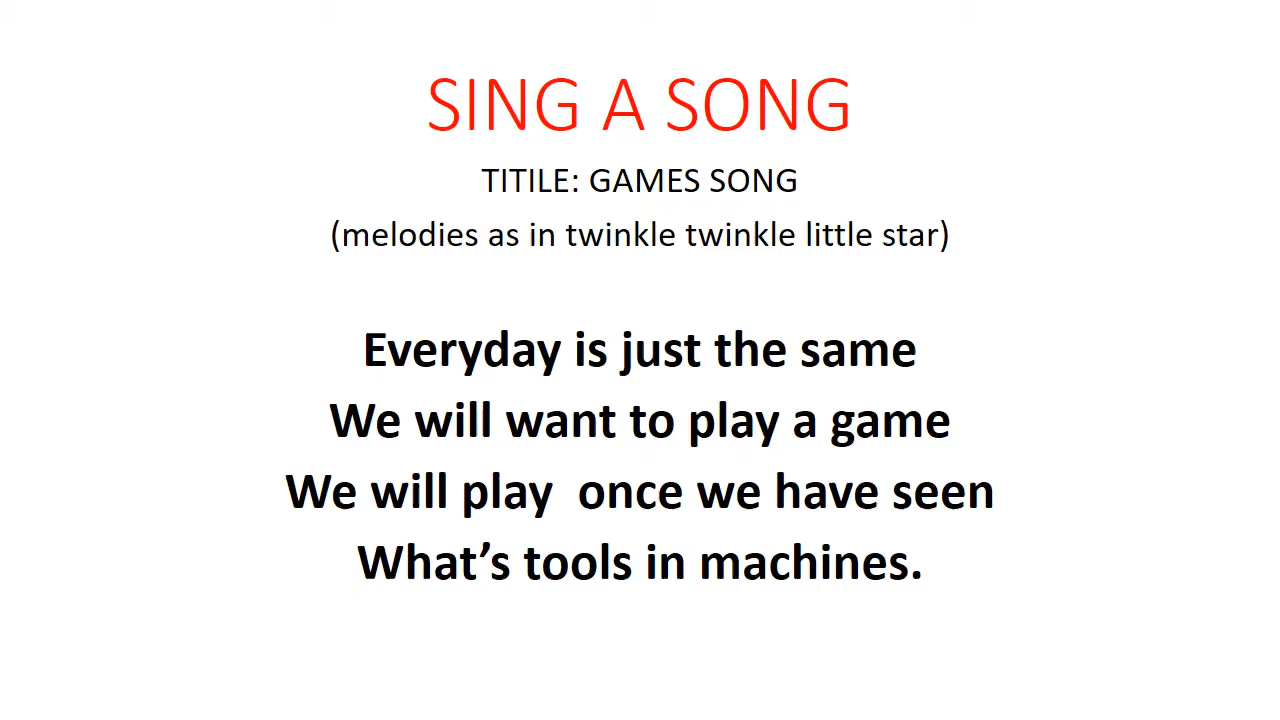 SING A SONG
TITILE: GAMES SONG
(melodies as in twinkle twinkle little star)
Everyday is just the same
We will want to play a game
We will play  once we have seen
What’s tools in machines.